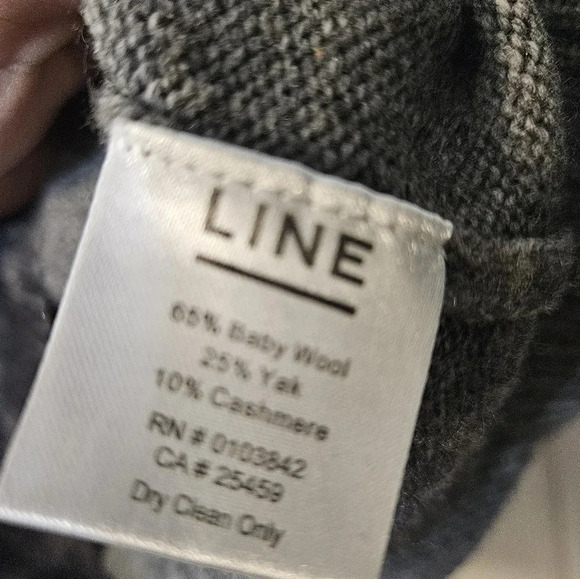 LINE
65% Baby Wool
25% Yak
10% Cashmere
RN # 0103842
CA # 25459
Dry Clean Only